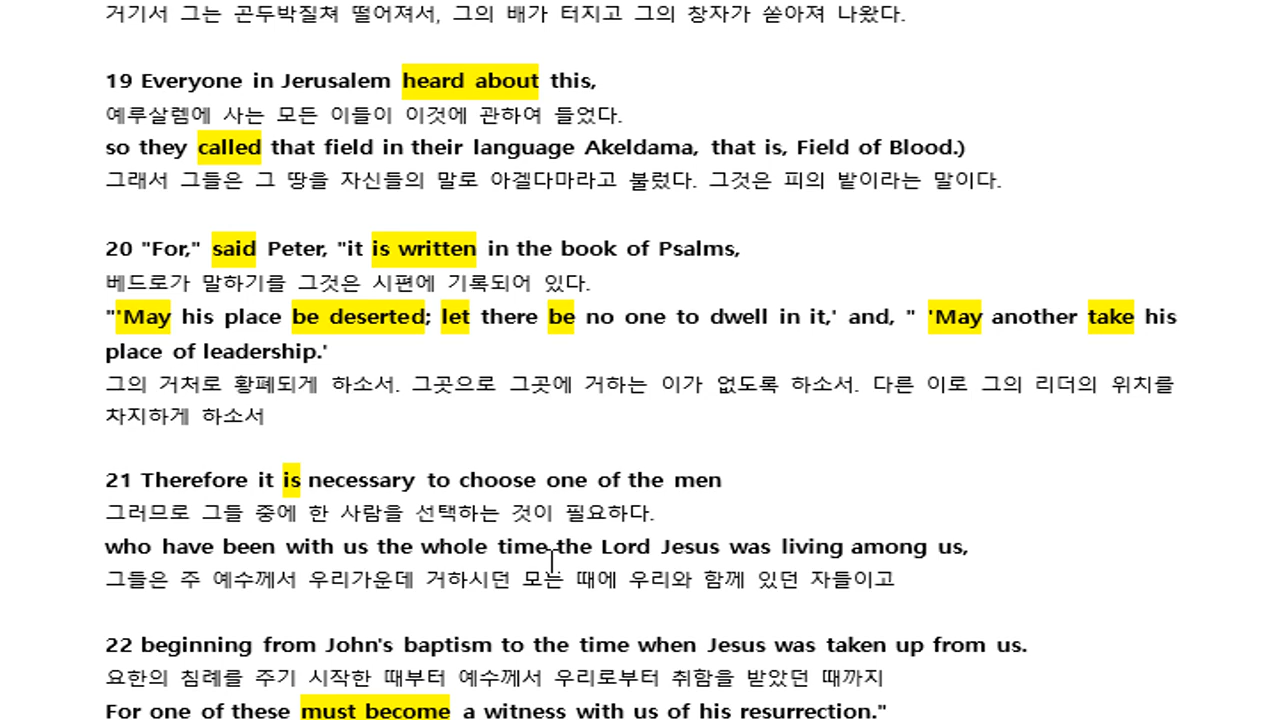 거기서 그는 곤두박질쳐 떨어져서, 그의 배가 터지고 그의 창자가 쏟아져 나왔다.
19 Everyone in Jerusalem heard about this,
예루살렘에 사는 모든 이들이 이것에 관하여 들었다.
so they called that field in their language Akeldama, that is, Field of Blood.)
그래서 그들은 그 땅을 자신들의 말로 아겔다마라고 불렀다. 그것은 피의 밭이라는 말이다.
20 "For," said Peter, "it is written in the book of Psalms,
베드로가 말하기를 그것은 시편에 기록되어 있다.
"'May his place be deserted; let there be no one to dwell in it,' and, " 'May another take his
place of leadership.'
그의 거처로 황폐되게 하소서. 그곳으로 그곳에 거하는 이가 없도록 하소서. 다른 이로 그의 리더의 위치를
차지하게 하소서
21 Therefore it is necessary to choose one of the men
그러므로 그들 중에 한 사람을 선택하는 것이 필요하다.
who have been with us the whole time the Lord Jesus was living among us,
그들은 주 예수께서 우리가운데 거하시던 모든 때에 우리와 함께 있던 자들이고
22 beginning from John's baptism to the time when Jesus was taken up from us.
요한의 침례를 주기 시작한 때부터 예수께서 우리로부터 취함을 받았던 때까지
For one of these must become a witness with us of his resurrection."